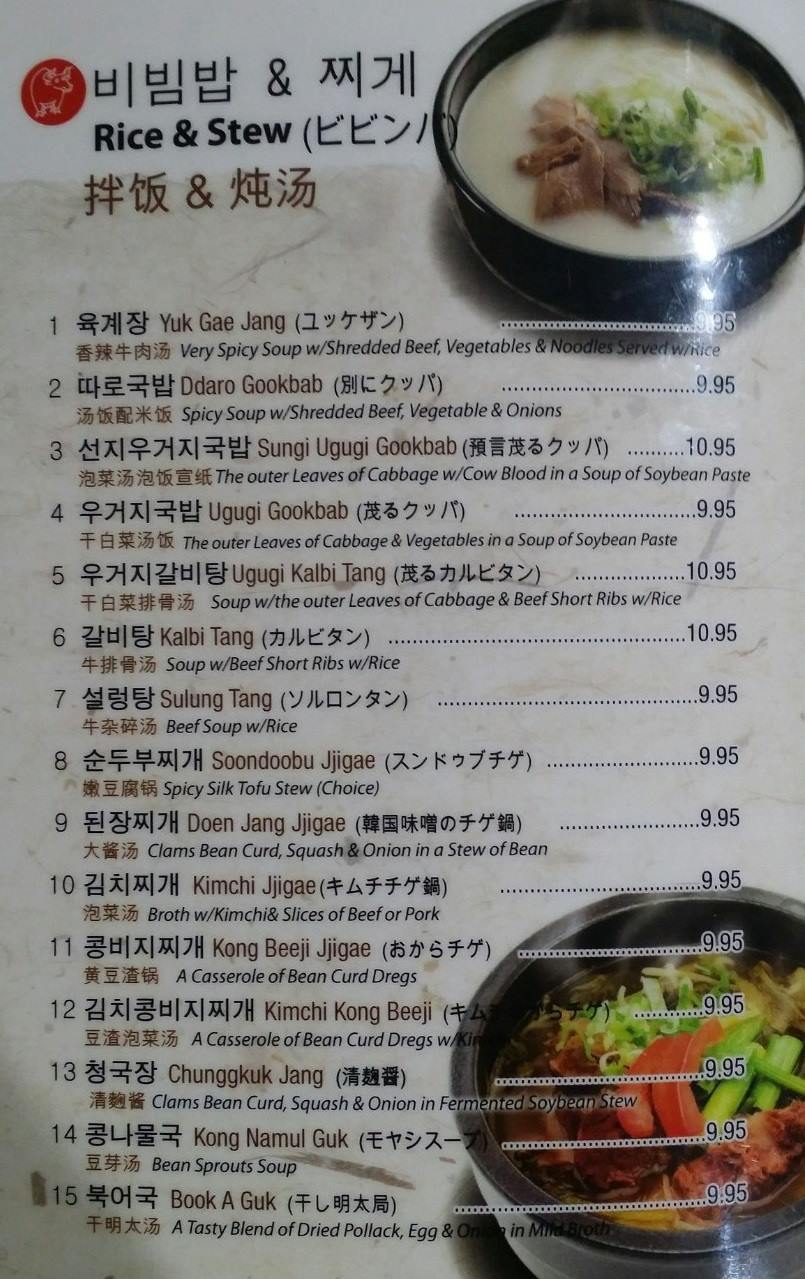 비빔밥 & 찌게
Rice & Stew (ビビンバ)
拌饭 & 炖汤
1 육계장 Yuk Gae Jang (ユッケザン) 9.95
香辣牛肉汤 Very Spicy Soup w/Shredded Beef, Vegetables & Noodles Served w/Rice
2 따로국밥 Ddaro Gookbab (別にクッパ) 9.95
汤饭配米饭 Spicy Soup w/Shredded Beef, Vegetable & Onions
3 선지우거지국밥 Sungi Ugugi Gookbab (預言茂るクッパ) 10.95
泡菜汤泡饭宣纸 The outer Leaves of Cabbage w/Cow Blood in a Soup of Soybean Paste
4 우거지국밥 Ugugi Gookbab (茂るクッパ) 9.95
干白菜汤饭 The outer Leaves of Cabbage & Vegetables in a Soup of Soybean Paste
5 우거지갈비탕 Ugugi Kalbi Tang (茂るカルビタン) 10.95
干白菜排骨汤 Soup w/the outer Leaves of Cabbage & Beef Short Ribs w/Rice
6 갈비탕 Kalbi Tang (カルビタン) 10.95
牛排骨汤 Soup w/Beef Short Ribs w/Rice
7 설렁탕 Sulung Tang (ソルロンタン) 9.95
牛杂碎汤 Beef Soup w/Rice
8 순두부찌개 Soondoobu Jjigae (スンドゥブチゲ) 9.95
嫩豆腐锅 Spicy Silk Tofu Stew (Choice)
9 된장찌개 Doen Jang Jjigae (韓国味噌のチゲ鍋) 9.95
大酱汤 Clams Bean Curd, Squash & Onion in a Stew of Bean
10 김치찌개 Kimchi Jjigae (キムチチゲ鍋) 9.95
泡菜汤 Broth w/Kimchi& Slices of Beef or Pork
11 콩비지찌개 Kong Beeji Jjigae (おからチゲ) 9.95
黄豆渣锅 A Casserole of Bean Curd Dregs
12 김치콩비지찌개 Kimchi Kong Beeji (キム からチゲ) 9.95
豆渣泡菜汤 A Casserole of Bean Curd Dregs
13 청국장 Chunggkuk Jang (清麹醤) 9.95
清麹酱 Clams Bean Curd, Squash & Onion in Fermented Soybean Stew
14 콩나물국 Kong Namul Guk (モヤシスープ) 9.95
豆芽汤 Bean Sprouts Soup
15 북어국 Book A Guk (干し明太局) 9.95
干明太汤 A Tasty Blend of Dried Pollack, Egg & Onion in Mild Broth